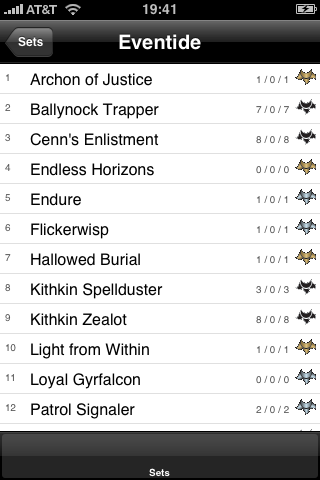 AT&T 19:41
Sets Eventide
1 Archon of Justice 1 / 0 / 1
2 Ballynock Trapper 7 / 0 / 7
3 Cenn's Enlistment 8 / 0 / 8
4 Endless Horizons 0 / 0 / 0
5 Endure 1 / 0 / 1
6 Flickerwisp 1 / 0 / 1
7 Hallowed Burial 1 / 0 / 1
8 Kithkin Spellduster 3 / 0 / 3
9 Kithkin Zealot 8 / 0 / 8
10 Light from Within 1 / 0 / 1
11 Loyal Gyrfalcon 0 / 0 / 0
12 Patrol Signaler 2 / 0 / 2
Sets